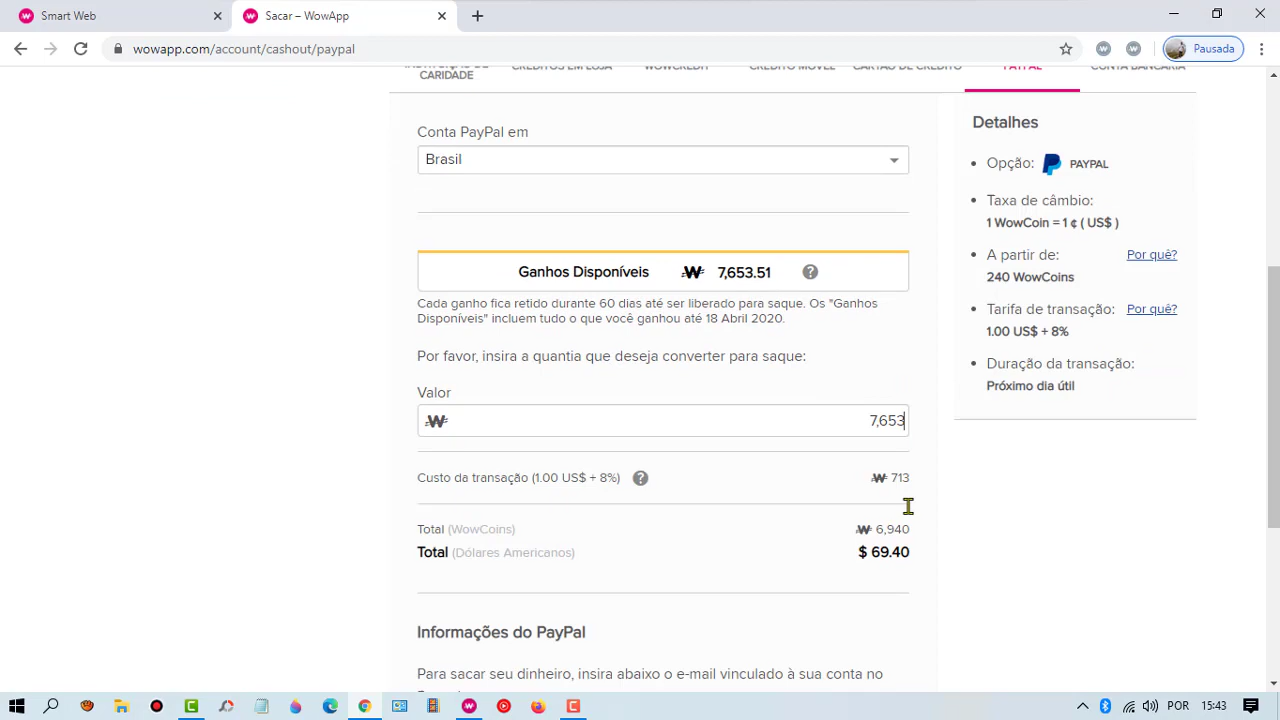 Smart Web
Sacar – WowApp
wowapp.com/account/cashout/paypal
Pausada
CARIDADE
CRÉDITOS EM LOJA
WOWCREDIT
CRÉDITO MÓVEL
CARTÃO DE CRÉDITO
PAYPAL
CONTA BANCÁRIA
Conta PayPal em
Brasil
Ganhos Disponíveis W 7,653.51 ?
Cada ganho fica retido durante 60 dias até ser liberado para saque. Os "Ganhos
Disponíveis" incluem tudo o que você ganhou até 18 Abril 2020.
Por favor, insira a quantia que deseja converter para saque:
Valor
W 7,653
Custo da transação (1.00 US$ + 8%) ? W 713
Total (WowCoins) W 6,940
Total (Dólares Americanos) $ 69.40
Informações do PayPal
Para sacar seu dinheiro, insira abaixo o e-mail vinculado à sua conta no
Detalhes
Opção: PAYPAL
Taxa de câmbio:
1 WowCoin = 1 ¢ ( US$ )
A partir de: Por quê?
240 WowCoins
Tarifa de transação: Por quê?
1.00 US$ + 8%
Duração da transação:
Próximo dia útil
POR 15:43